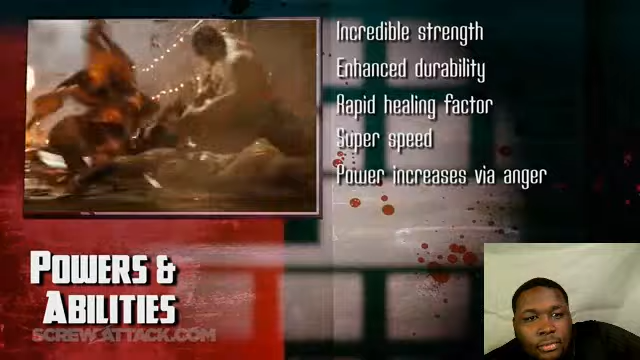 Incredible strength
Enhanced durability
Rapid healing factor
Super speed
Power increases via anger
POWERS &
ABILITIES
SCREWATTACK.COM